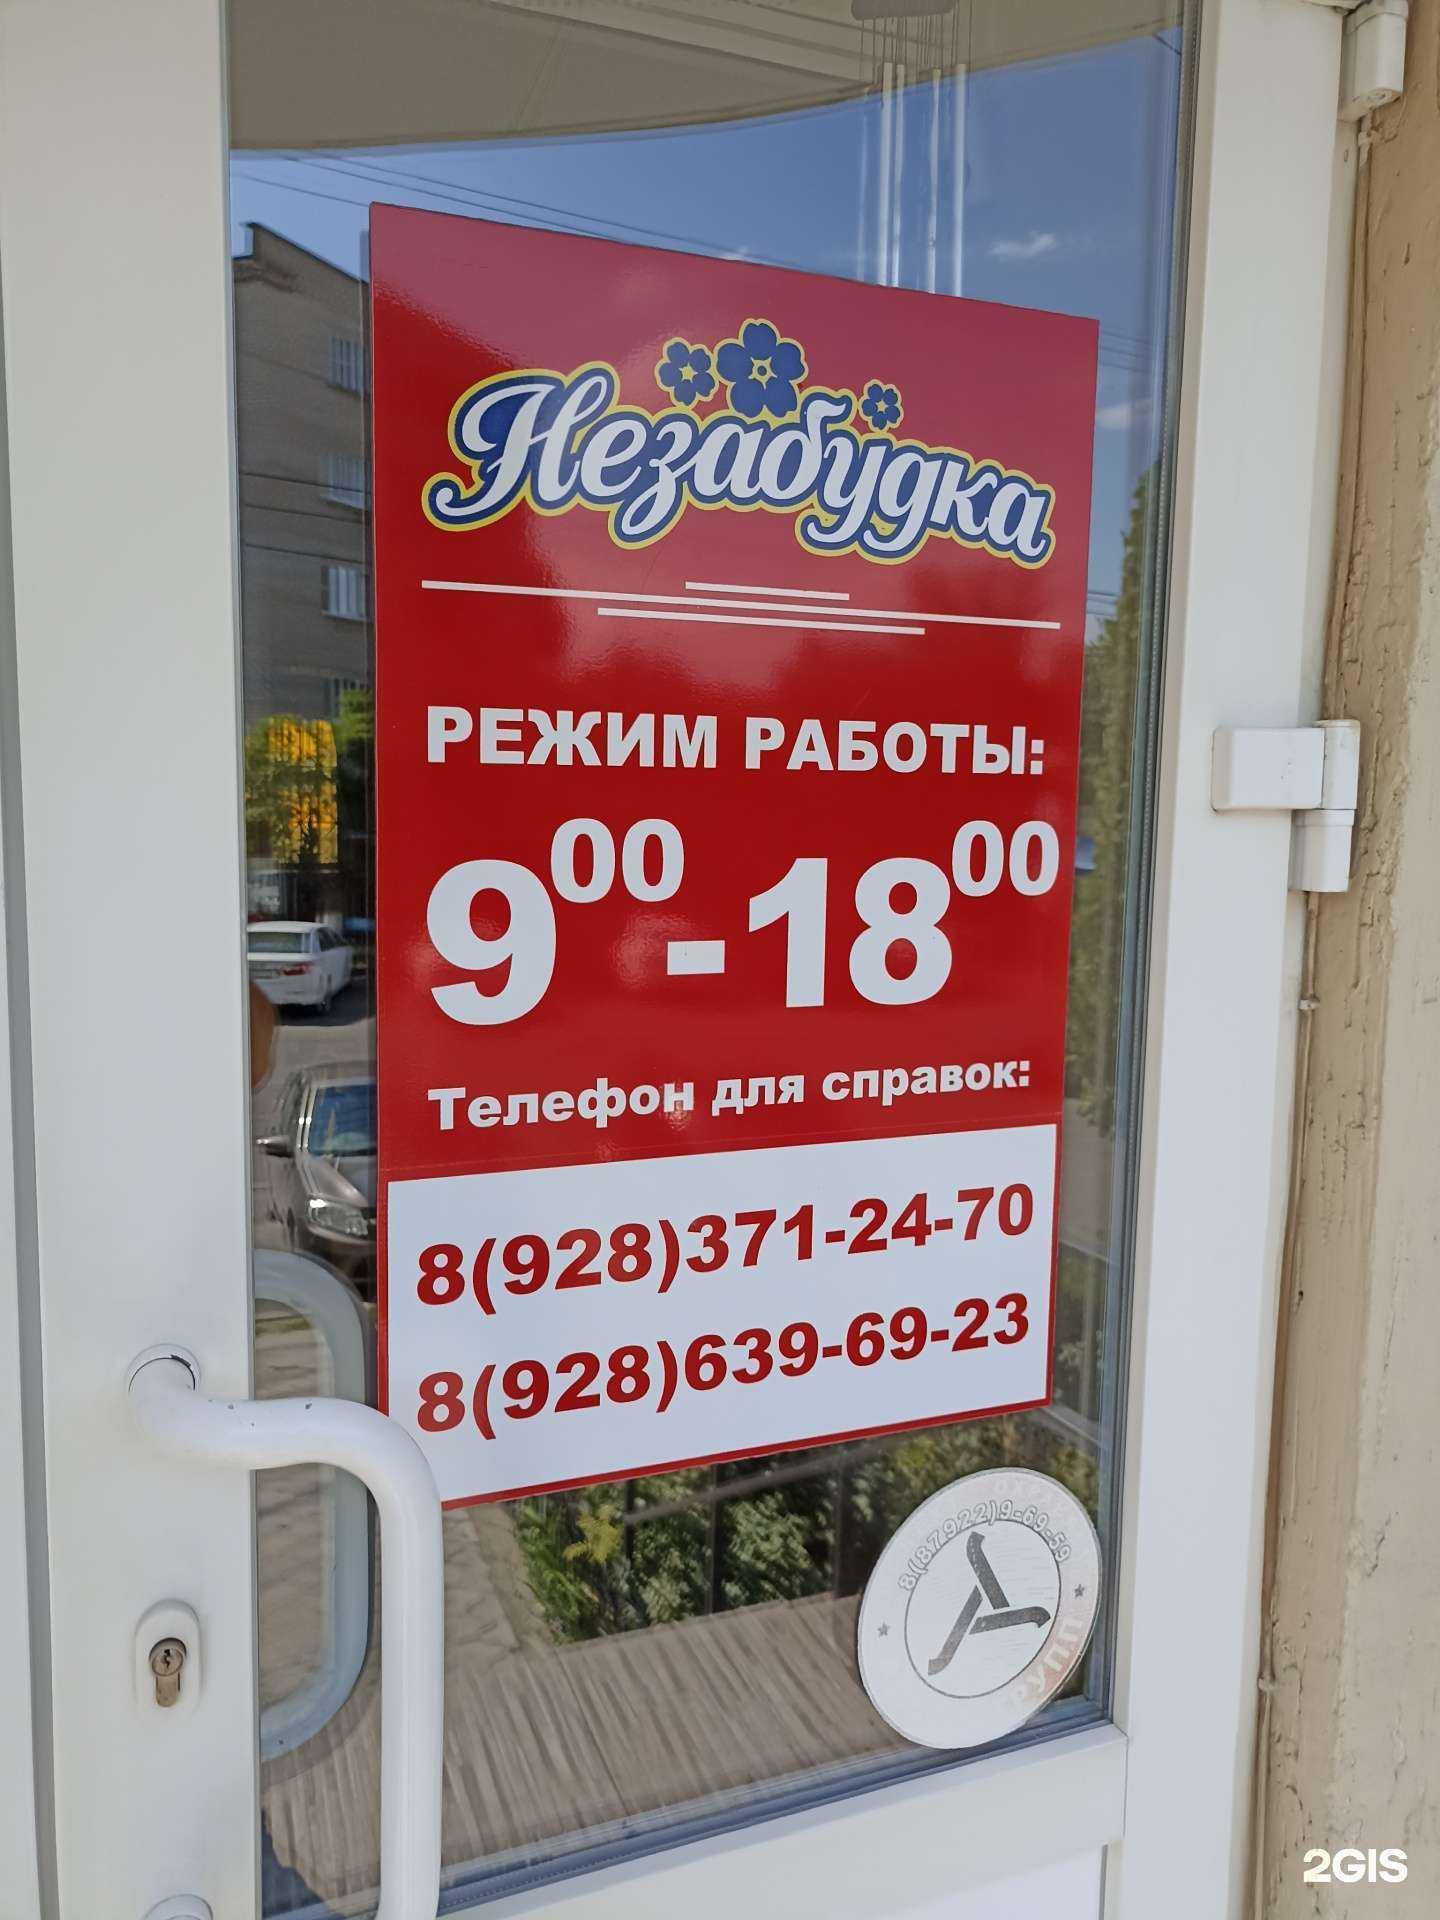 Незабудка
РЕЖИМ РАБОТЫ:
9⁰⁰-18⁰⁰
Телефон для справок:
8(928)371-24-70
8(928)639-69-23
8(87922)9-69-59
2GIS